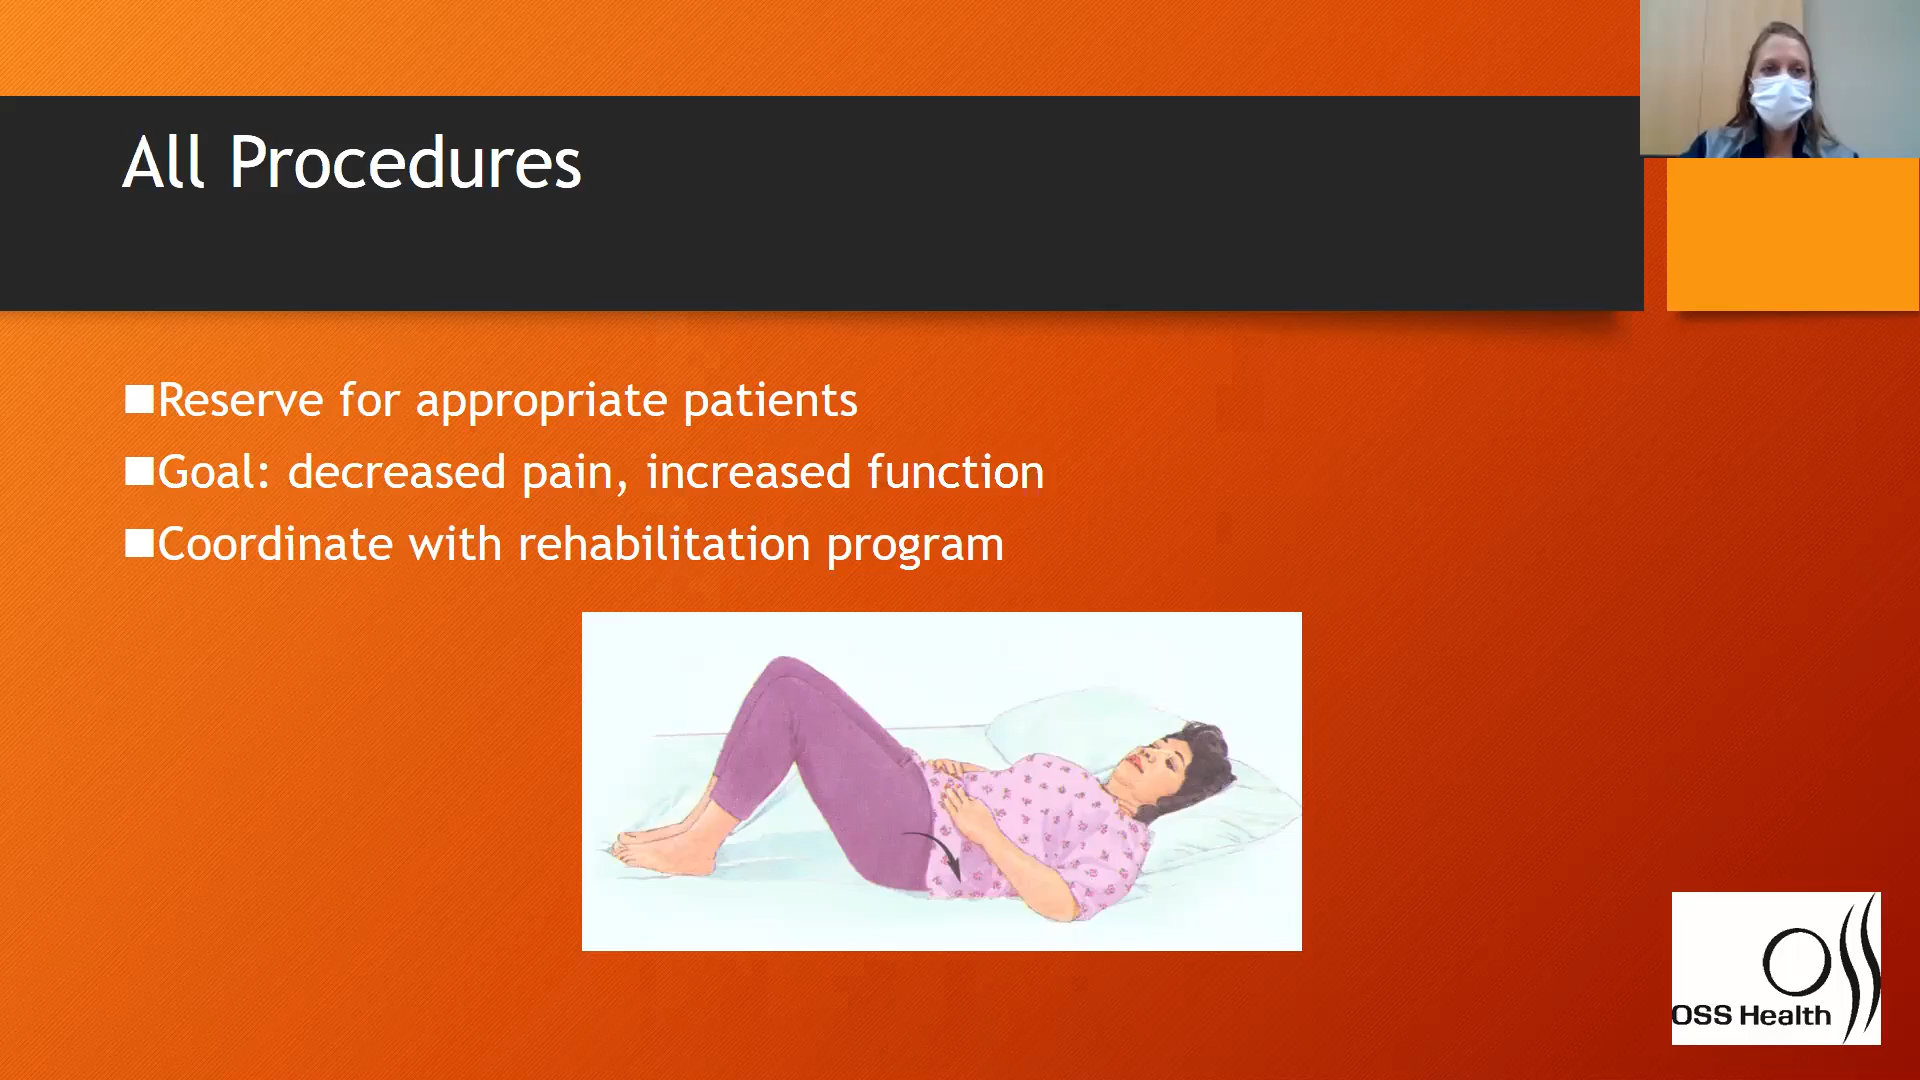 All Procedures
■Reserve for appropriate patients
■Goal: decreased pain, increased function
■Coordinate with rehabilitation program
OSS Health